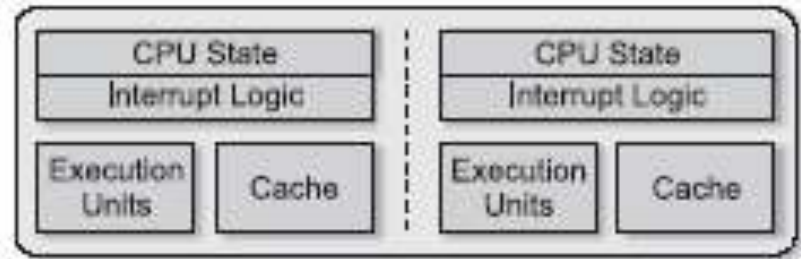 CPU State
Interrupt Logic
Execution
Units
Cache
CPU State
Interrupt Logic
Execution
Units
Cache